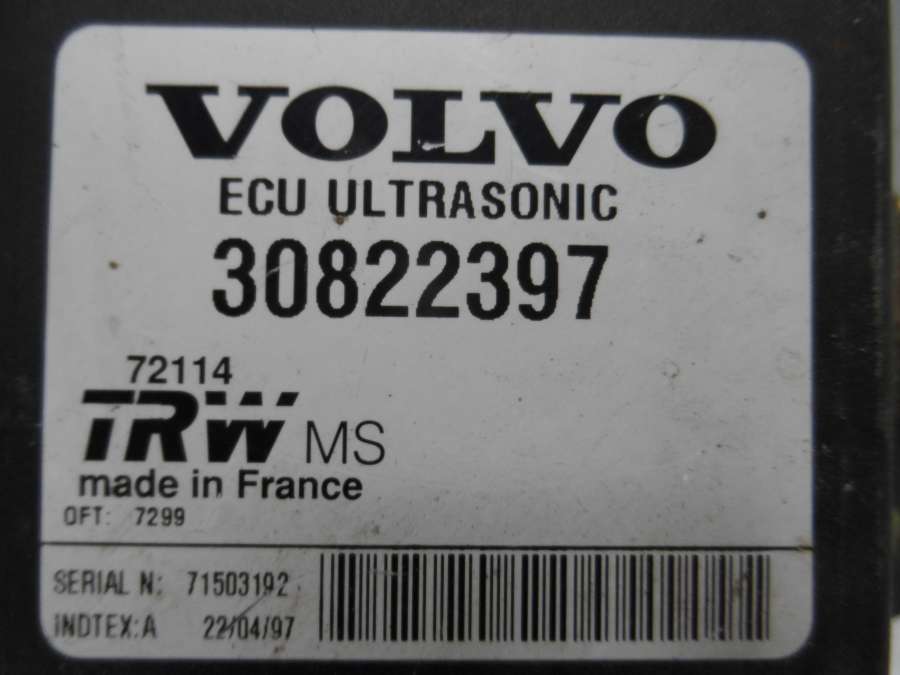 VOLVO
ECU ULTRASONIC
30822397
72114
TRW MS
made in France
OFT: 7299
SERIAL N: 71503192
INDTEX:A 22/04/97